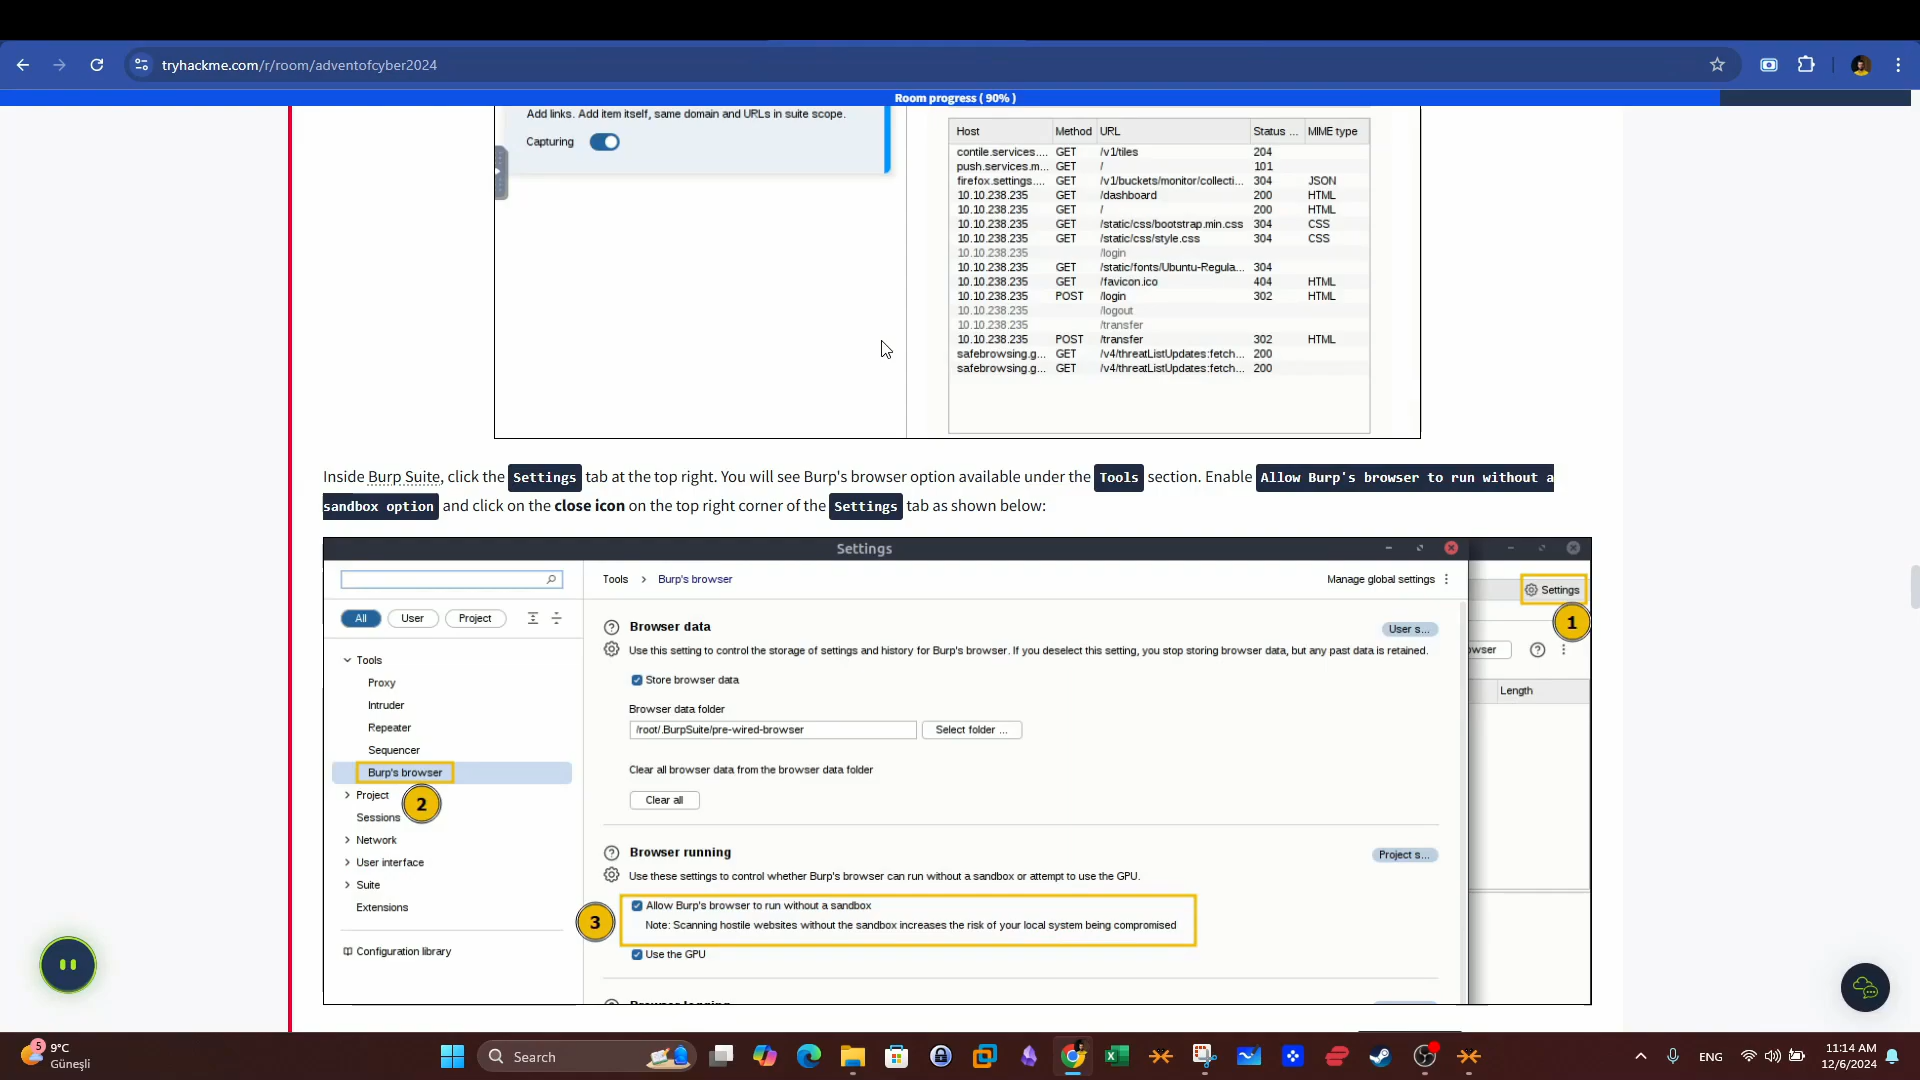 tryhackme.com/r/room/adventofcyber2024
Room progress ( 90% )
Add links. Add item itself, same domain and URLs in suite scope.
Capturing
Host Method URL Status ... MIME type
contile.services.... GET /v1/tiles 204
push.services.m... GET / 101
firefox.settings.... GET /v1/buckets/monitor/collecti... 304 JSON
10.10.238.235 GET /dashboard 200 HTML
10.10.238.235 GET / 200 HTML
10.10.238.235 GET /static/css/bootstrap.min.css 304 CSS
10.10.238.235 GET /static/css/style.css 304 CSS
10.10.238.235 /login
10.10.238.235 GET /static/fonts/Ubuntu-Regula... 304
10.10.238.235 GET /favicon.ico 404 HTML
10.10.238.235 POST /login 302 HTML
10.10.238.235 /logout
10.10.238.235 /transfer
10.10.238.235 POST /transfer 302 HTML
safebrowsing.g... GET /v4/threatListUpdates:fetch... 200
safebrowsing.g... GET /v4/threatListUpdates:fetch... 200
Inside Burp Suite, click the Settings tab at the top right. You will see Burp's browser option available under the Tools section. Enable Allow Burp's browser to run without a
sandbox option and click on the close icon on the top right corner of the Settings tab as shown below:
Settings
Tools > Burp's browser Manage global settings
Settings
1
All User Project
Browser data User s...
Use this setting to control the storage of settings and history for Burp's browser. If you deselect this setting, you stop storing browser data, but any past data is retained.
wser
Tools
Proxy
Intruder
Repeater
Sequencer
Burp's browser
2
Project
Sessions
Network
User interface
Suite
Extensions
Configuration library
Store browser data
Length
Browser data folder
/root/.BurpSuite/pre-wired-browser Select folder ...
Clear all browser data from the browser data folder
Clear all
Browser running Project s...
Use these settings to control whether Burp's browser can run without a sandbox or attempt to use the GPU.
3
Allow Burp's browser to run without a sandbox
Note: Scanning hostile websites without the sandbox increases the risk of your local system being compromised
Use the GPU
5
9°C
Güneşli
Search
ENG
11:14 AM
12/6/2024